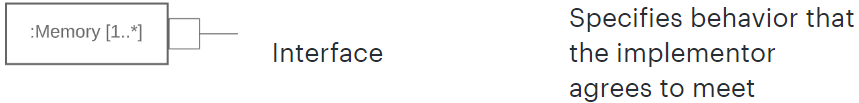 :Memory [1..*]
Interface
Specifies behavior that
the implementor
agrees to meet